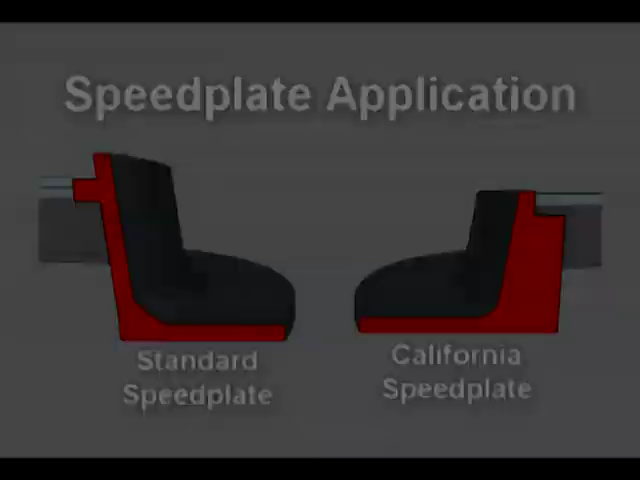 Speedplate Application
Standard
Speedplate
California
Speedplate